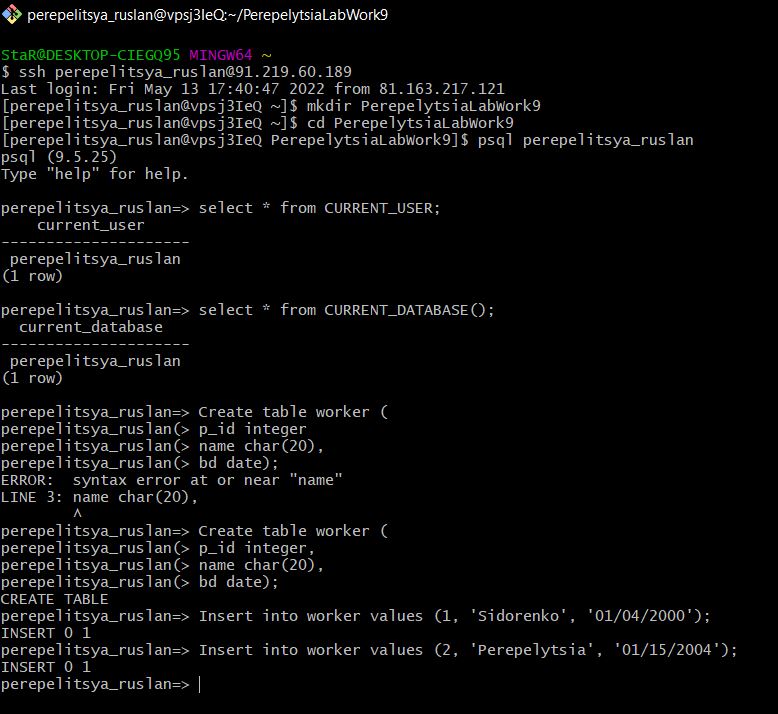 perepelitsya_ruslan@vpsj3IeQ:~/PerepelytsiaLabWork9
StaR@DESKTOP-CIEGQ95 MINGW64 ~
$ ssh perepelitsya_ruslan@91.219.60.189
Last login: Fri May 13 17:40:47 2022 from 81.163.217.121
[perepelitsya_ruslan@vpsj3IeQ ~]$ mkdir PerepelytsiaLabWork9
[perepelitsya_ruslan@vpsj3IeQ ~]$ cd PerepelytsiaLabWork9
[perepelitsya_ruslan@vpsj3IeQ PerepelytsiaLabWork9]$ psql perepelitsya_ruslan
psql (9.5.25)
Type "help" for help.

perepelitsya_ruslan=> select * from CURRENT_USER;
    current_user
---------------------
 perepelitsya_ruslan
(1 row)

perepelitsya_ruslan=> select * from CURRENT_DATABASE();
  current_database
---------------------
 perepelitsya_ruslan
(1 row)

perepelitsya_ruslan=> Create table worker (
perepelitsya_ruslan(> p_id integer
perepelitsya_ruslan(> name char(20),
perepelitsya_ruslan(> bd date);
ERROR:  syntax error at or near "name"
LINE 3: name char(20),
        ^
perepelitsya_ruslan=> Create table worker (
perepelitsya_ruslan(> p_id integer,
perepelitsya_ruslan(> name char(20),
perepelitsya_ruslan(> bd date);
CREATE TABLE
perepelitsya_ruslan=> Insert into worker values (1, 'Sidorenko', '01/04/2000');
INSERT 0 1
perepelitsya_ruslan=> Insert into worker values (2, 'Perepelytsia', '01/15/2004');
INSERT 0 1
perepelitsya_ruslan=>